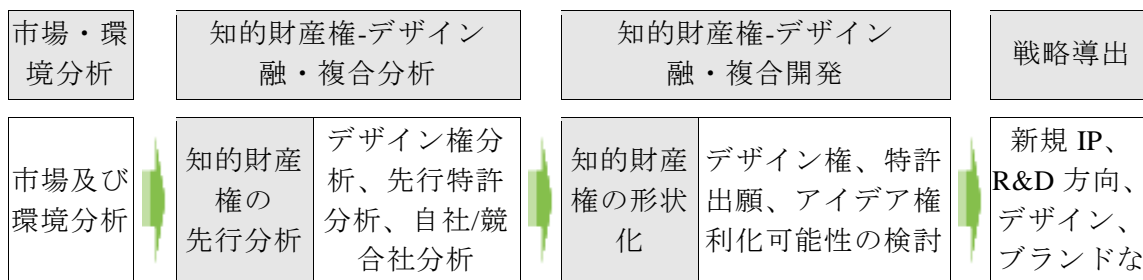 市場・環
境分析
知的財産権-デザイン
融・複合分析
知的財産権-デザイン
融・複合開発
戦略導出
市場及び
環境分析
知的財産
権の
先行分析
デザイン権分
析、先行特許
分析、自社/競
合社分析
知的財産
権の形状
化
デザイン権、特許
出願、アイデア権
利化可能性の検討
新規 IP、
R&D 方向、
デザイン、
ブランドな